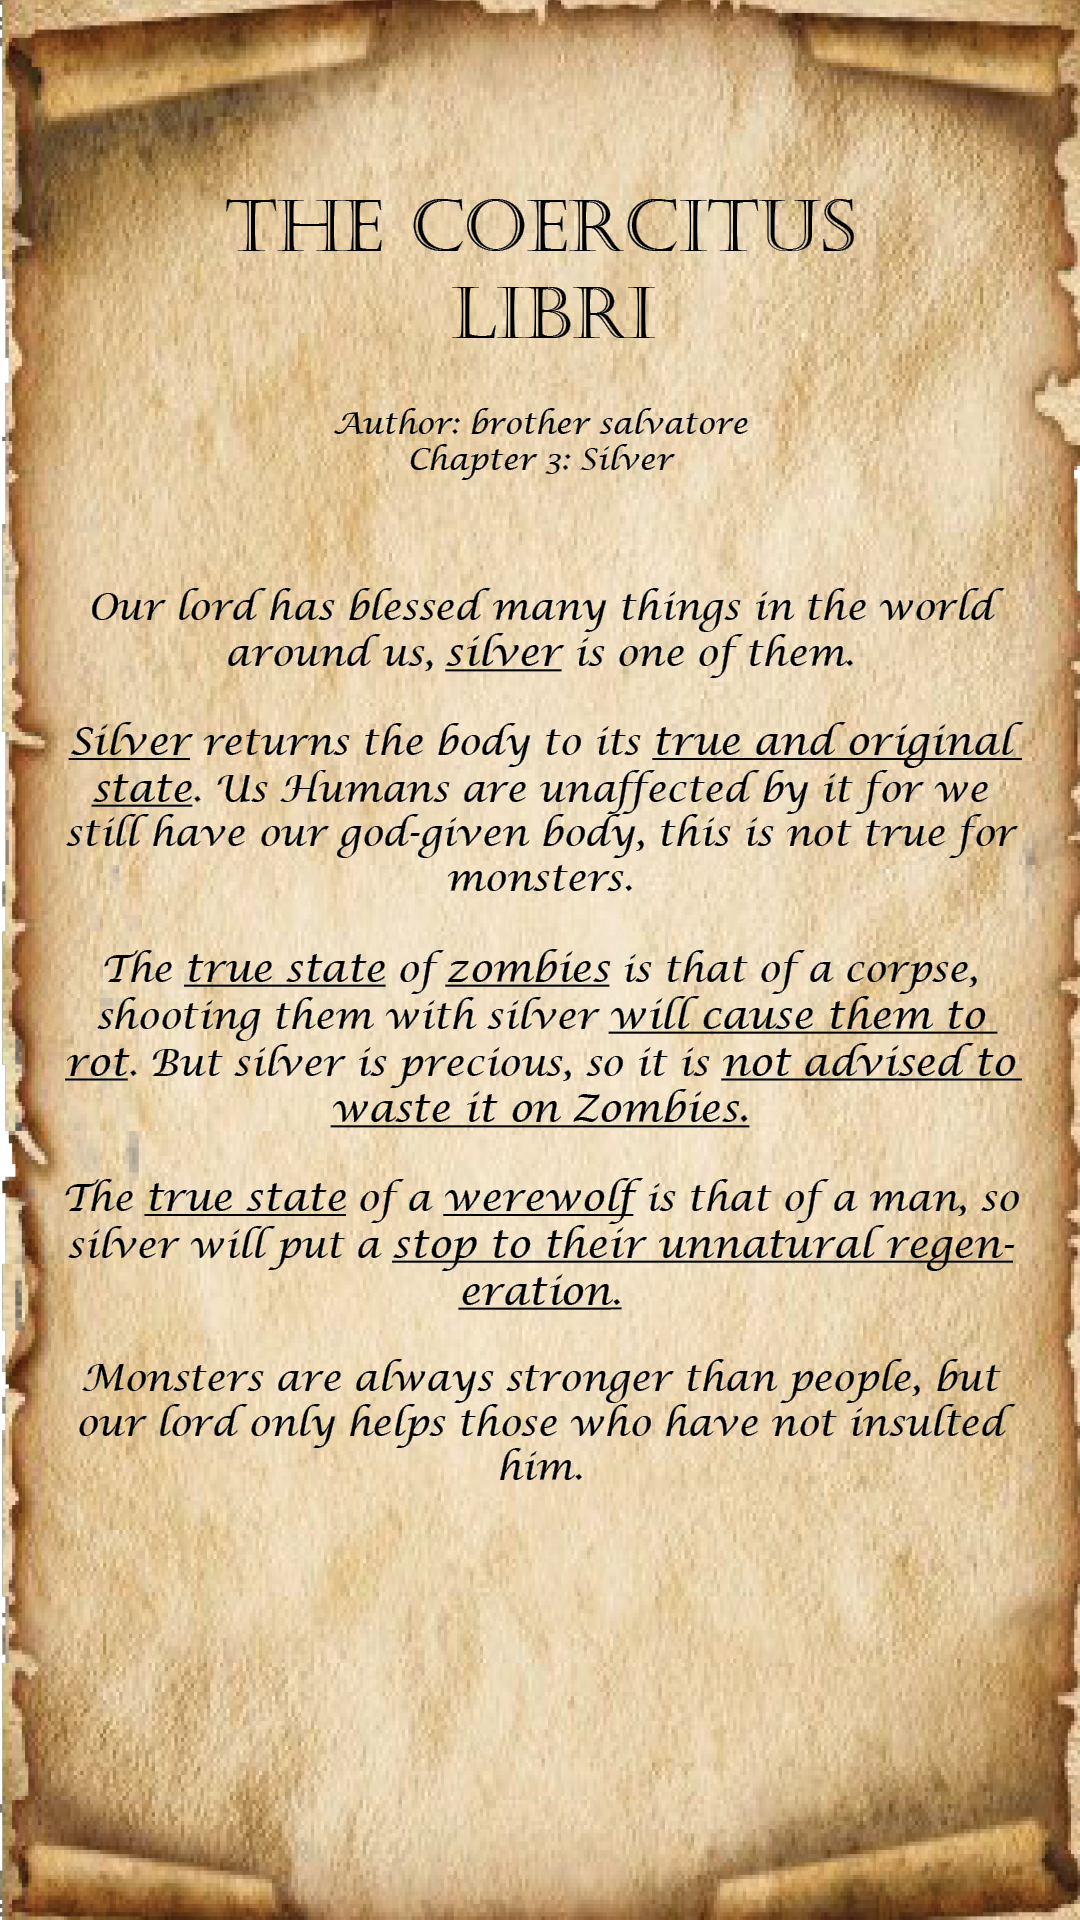 THE COERCITUS
LIBRI
Author: brother salvatore
Chapter 3: Silver
Our lord has blessed many things in the world
around us, silver is one of them.
Silver returns the body to its true and original
state. Us Humans are unaffected by it for we
still have our god-given body, this is not true for
monsters.
The true state of zombies is that of a corpse,
shooting them with silver will cause them to
rot. But silver is precious, so it is not advised to
waste it on Zombies.
The true state of a werewolf is that of a man, so
silver will put a stop to their unnatural regen-
eration.
Monsters are always stronger than people, but
our lord only helps those who have not insulted
him.